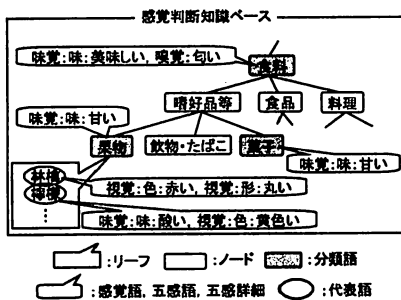 感覚判断知識ベース
味覚:味:美味しい, 嗅覚:匂い
食料
味覚:味:甘い
嗜好品等
食品
料理
果物
飲物・たばこ
菓子
味覚:味:甘い
林檎
視覚:色:赤い, 視覚:形:丸い
檸檬
味覚:味:酸い, 視覚:色:黄色い
:リーフ
:ノード
:分類語
:感覚語, 五感語, 五感詳細
:代表語